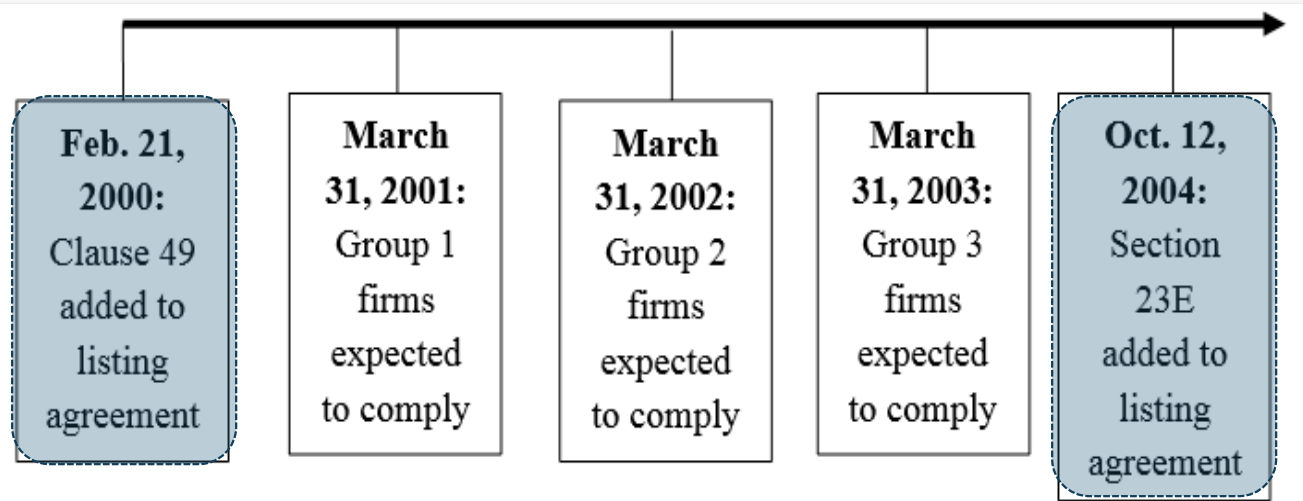 Feb. 21,
2000:
Clause 49
added to
listing
agreement
March
31, 2001:
Group 1
firms
expected
to comply
March
31, 2002:
Group 2
firms
expected
to comply
March
31, 2003:
Group 3
firms
expected
to comply
Oct. 12,
2004:
Section
23E
added to
listing
agreement